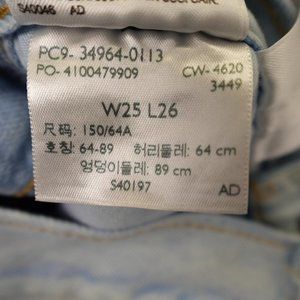 S40046 AD
PC9- 34964-0113
PO- 4100479909 CW- 4620
3449
W25 L26
尺码: 150/64A
호칭: 64-89 허리둘레: 64 cm
엉덩이둘레: 89 cm
S40197 AD